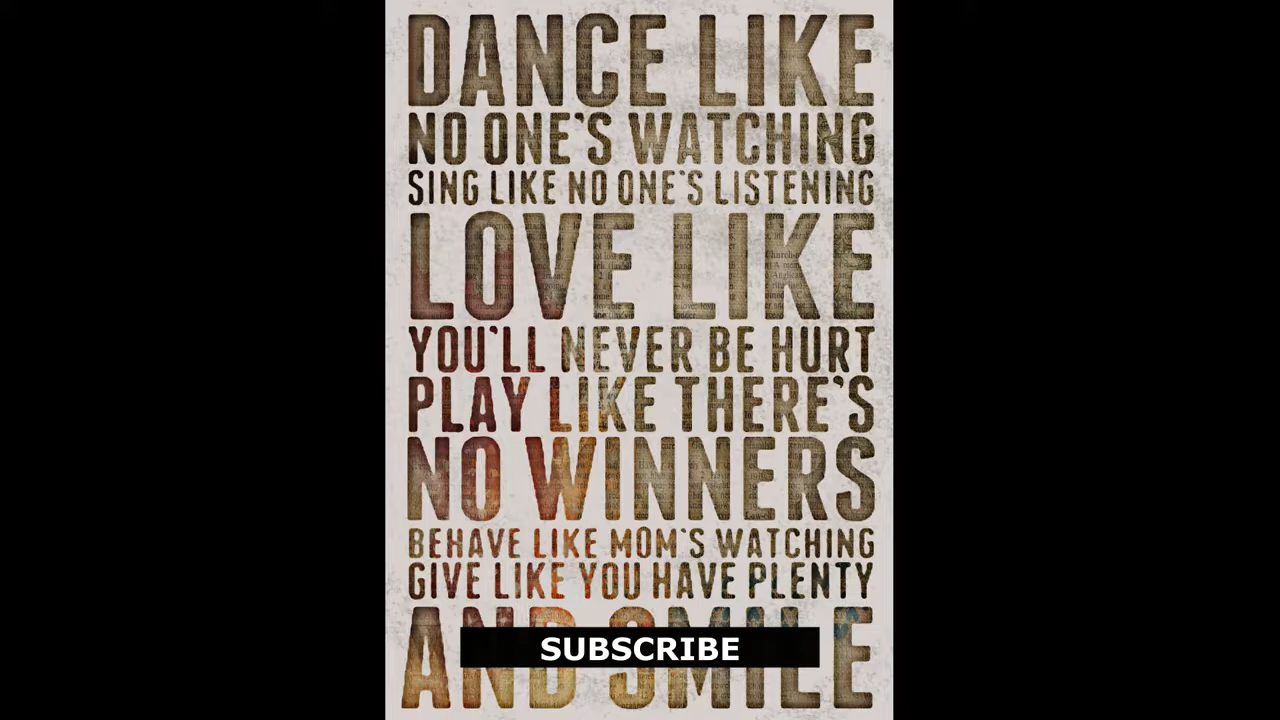 DANCE LIKE
NO ONE'S WATCHING
SING LIKE NO ONE'S LISTENING
LOVE LIKE
YOU'LL NEVER BE HURT
PLAY LIKE THERE'S
NO WINNERS
BEHAVE LIKE MOM'S WATCHING
GIVE LIKE YOU HAVE PLENTY
AND SMILE
SUBSCRIBE